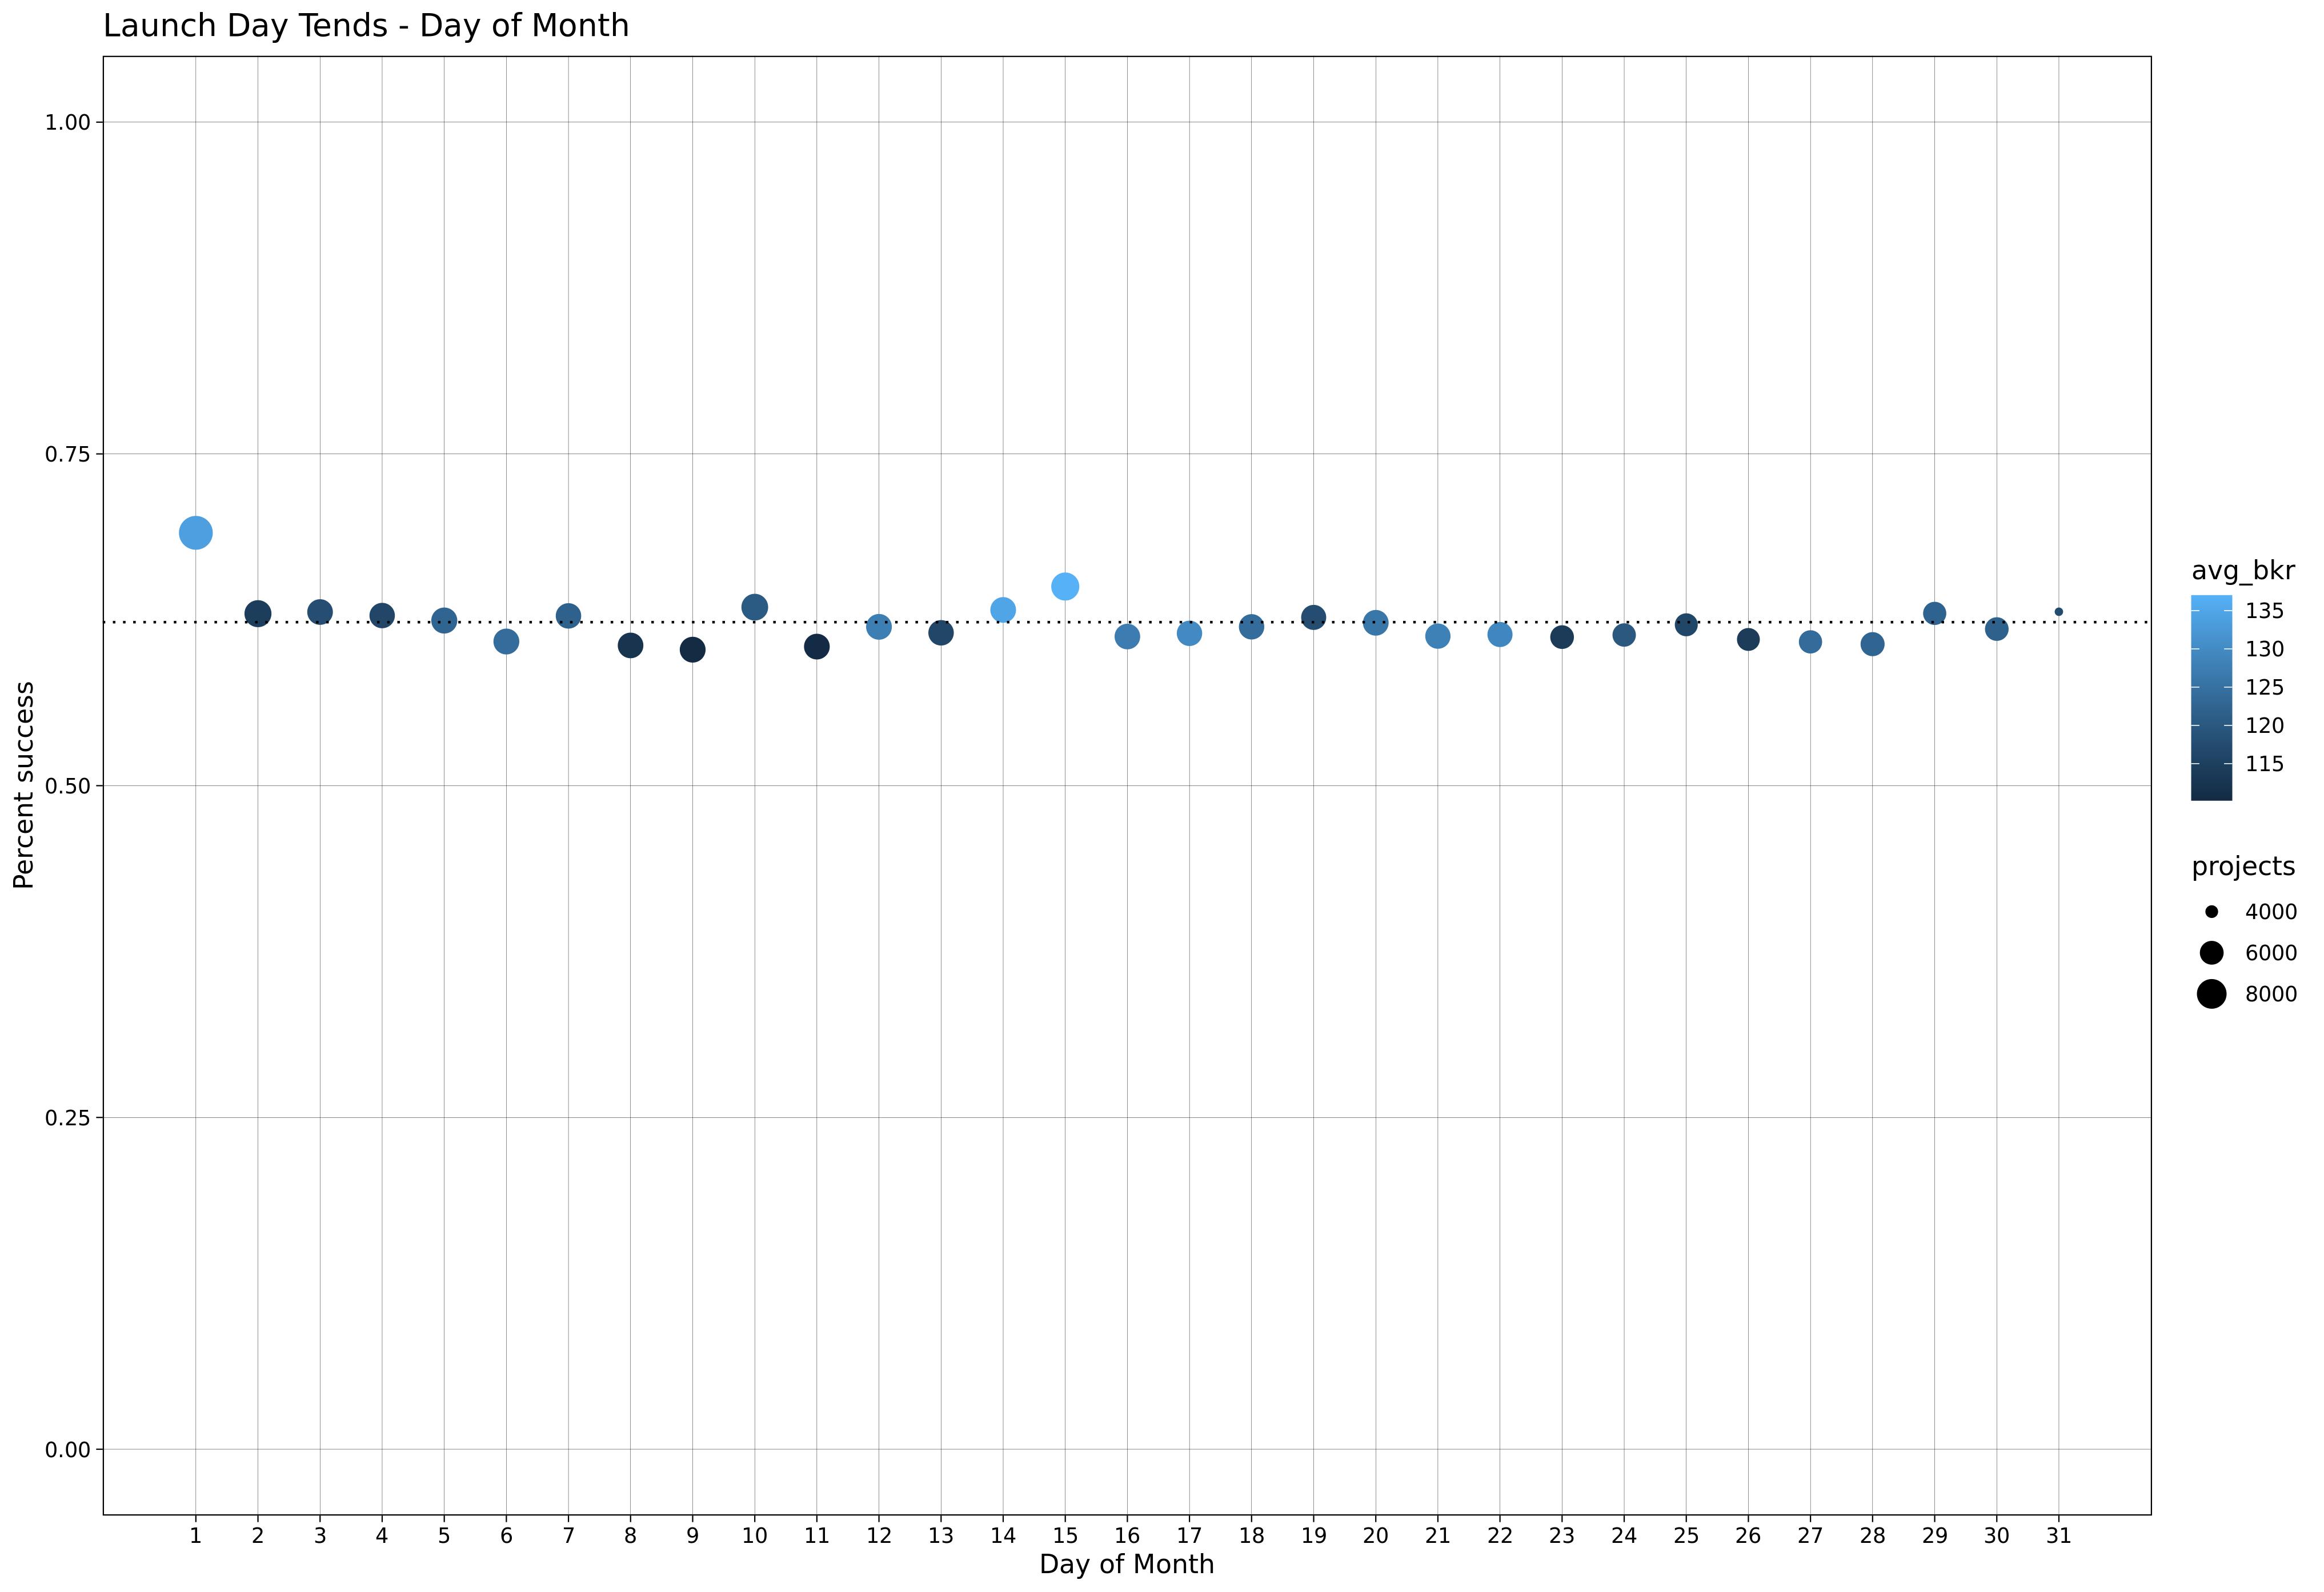 Launch Day Tends - Day of Month
1.00
0.75
0.50
0.25
0.00
Percent success
1 2 3 4 5 6 7 8 9 10 11 12 13 14 15 16 17 18 19 20 21 22 23 24 25 26 27 28 29 30 31
Day of Month
avg_bkr
135
130
125
120
115
projects
4000
6000
8000